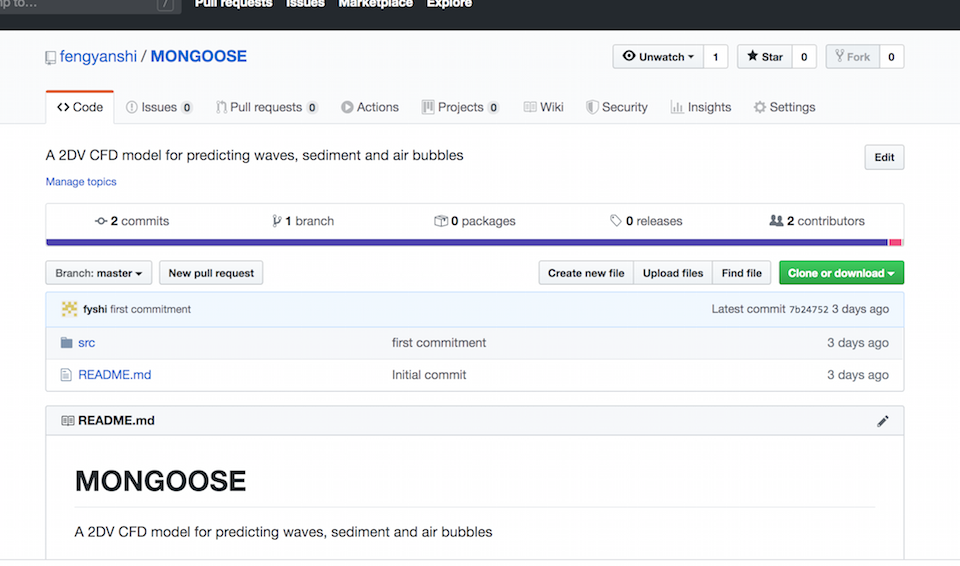 to... / Pull requests Issues Marketplace Explore
fengyanshi / MONGOOSE Unwatch 1 Star 0 Fork 0
Code Issues 0 Pull requests 0 Actions Projects 0 Wiki Security Insights Settings
A 2DV CFD model for predicting waves, sediment and air bubbles Edit
Manage topics
2 commits 1 branch 0 packages 0 releases 2 contributors
Branch: master New pull request Create new file Upload files Find file Clone or download
fyshi first commitment Latest commit 7b24752 3 days ago
src first commitment 3 days ago
README.md Initial commit 3 days ago
README.md
MONGOOSE
A 2DV CFD model for predicting waves, sediment and air bubbles